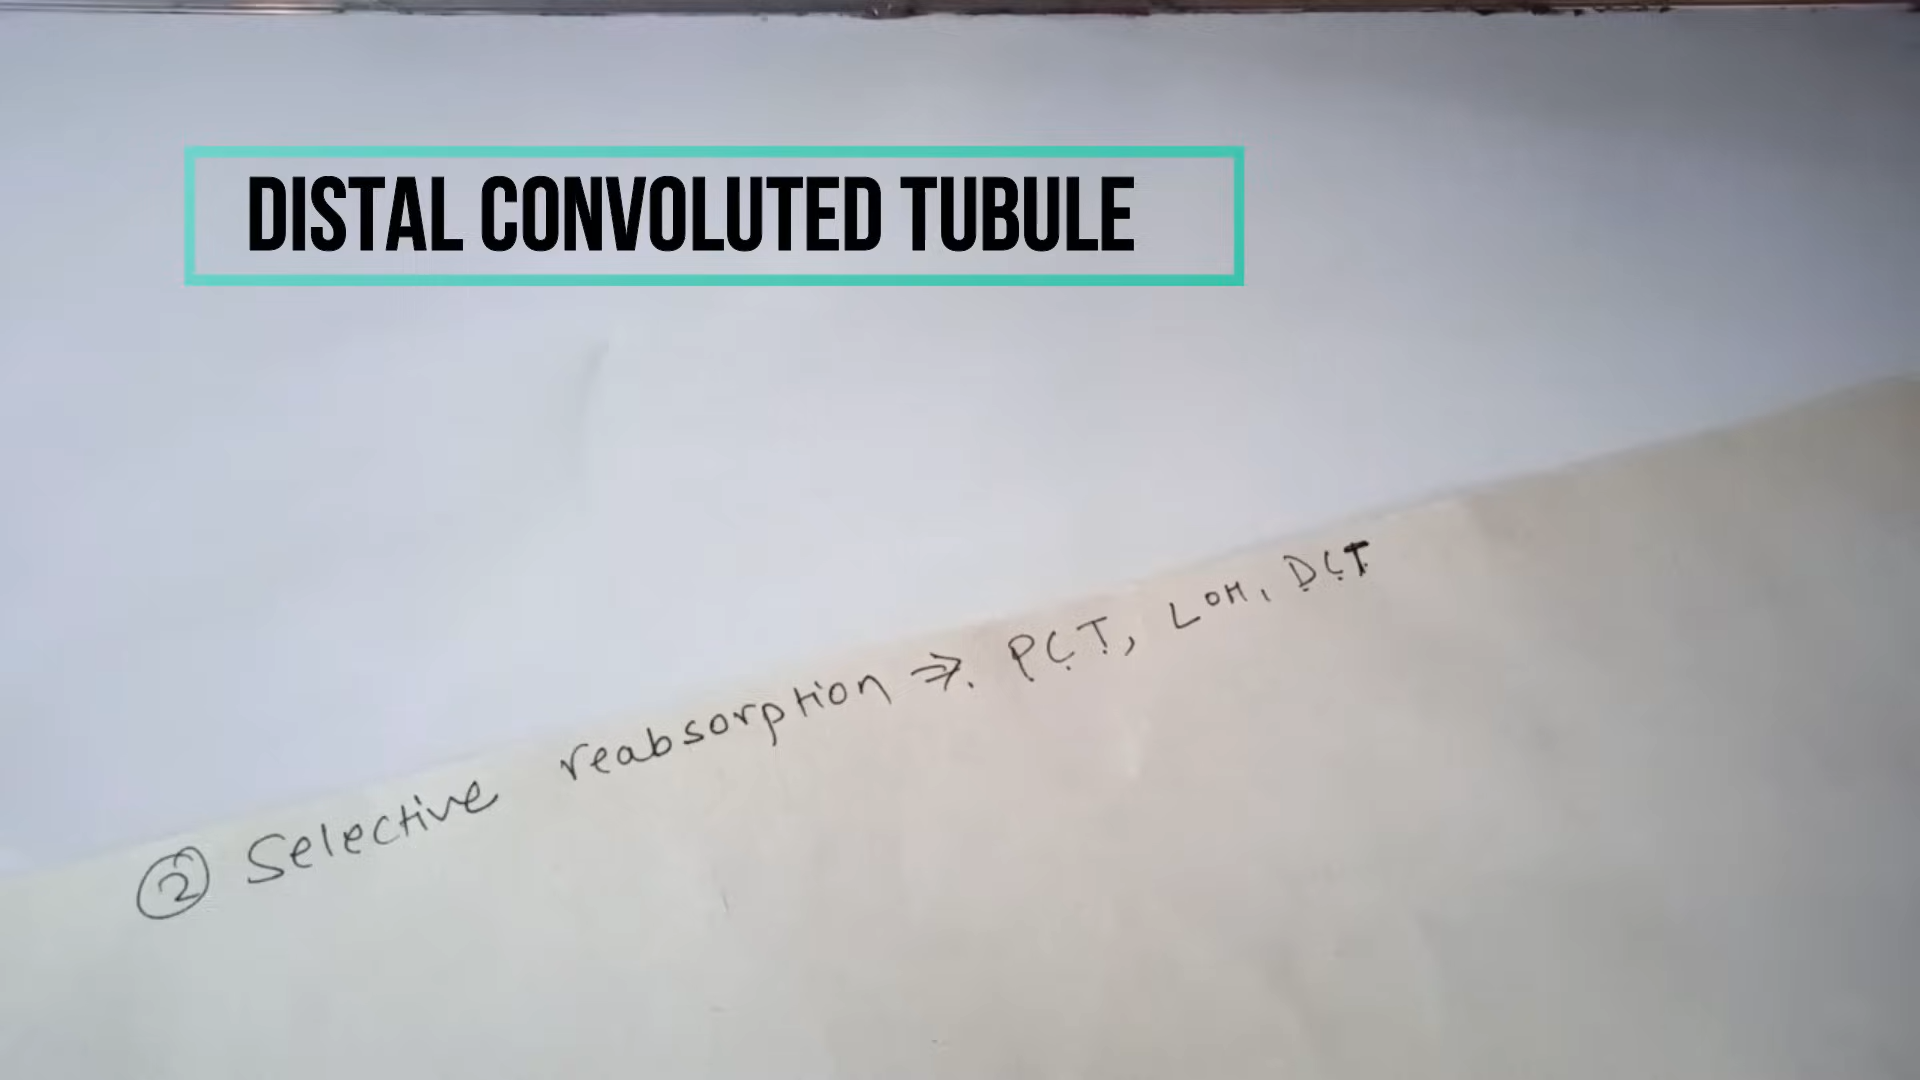 DISTAL CONVOLUTED TUBULE
② Selective reabsorption ⇒. PCT, LOH, DCT